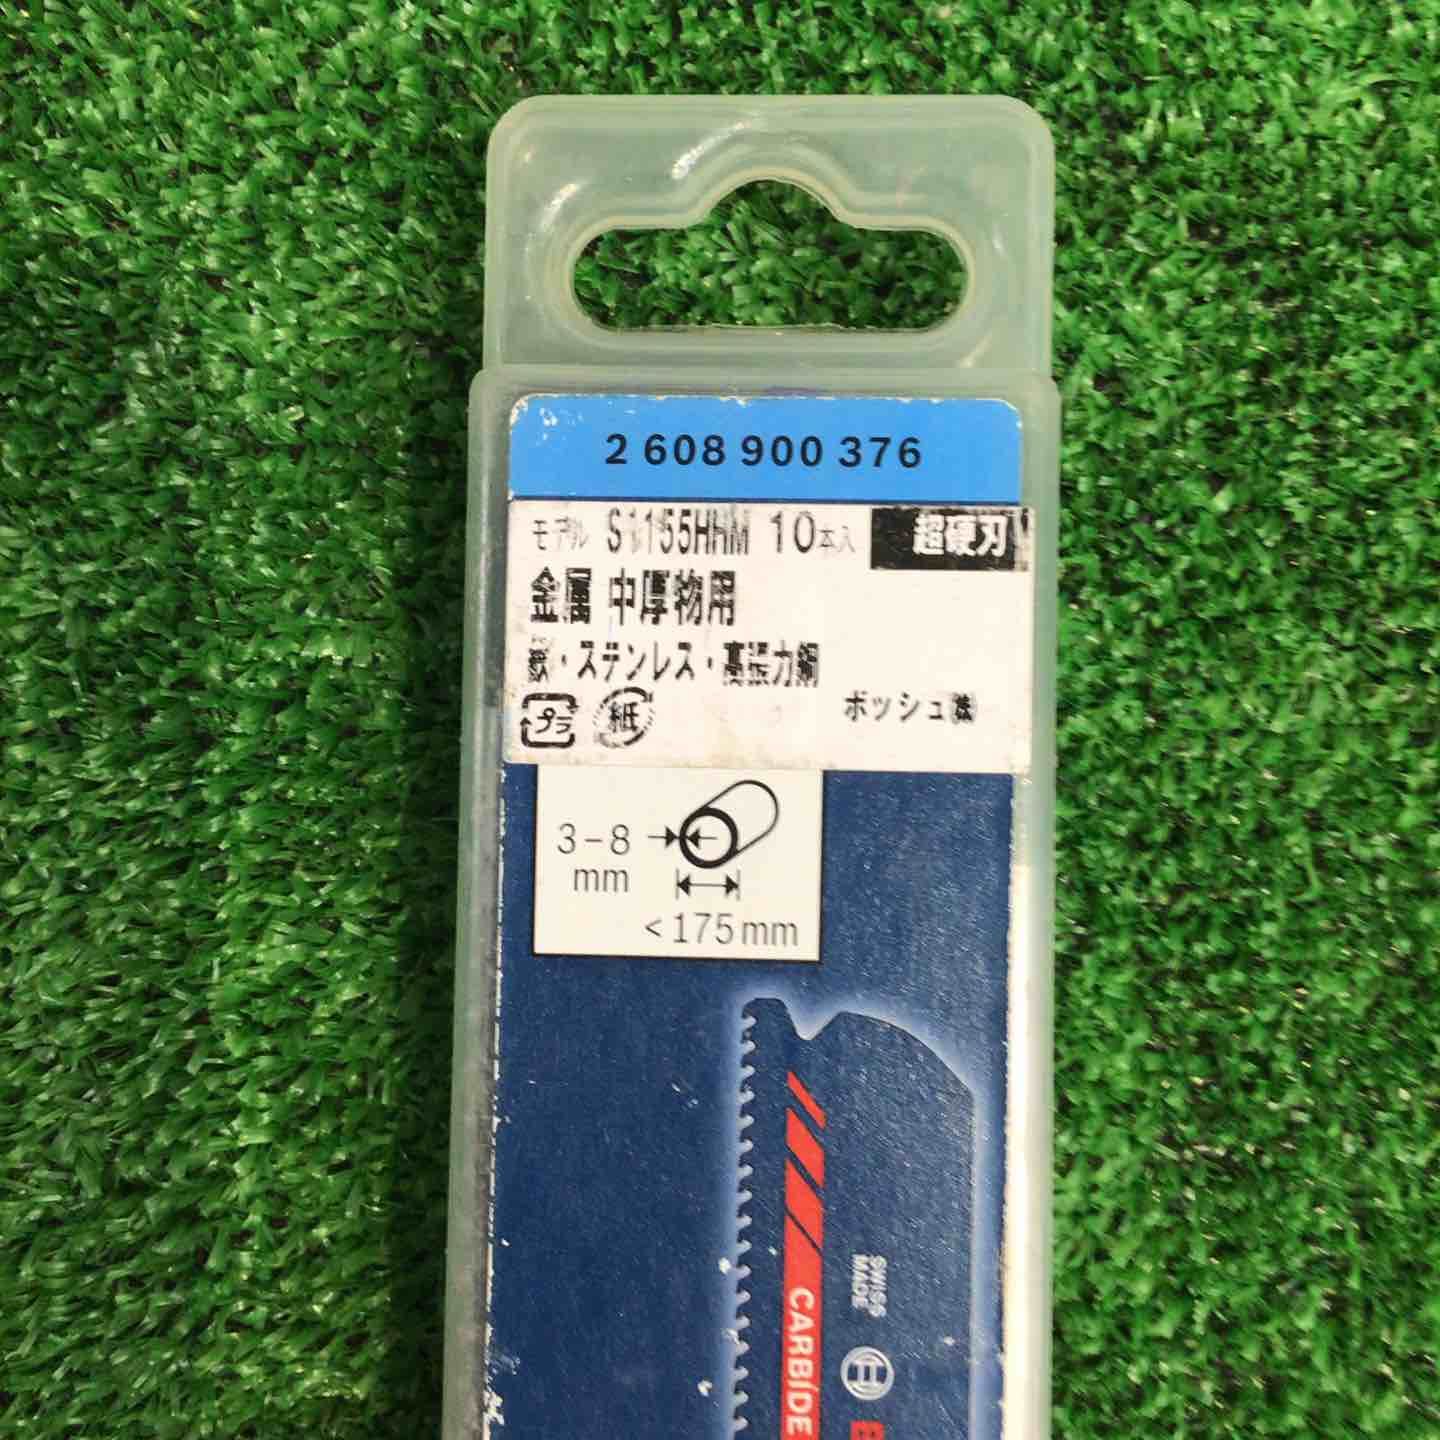 2 608 900 376
モデル S1155HHM 10本入 超硬刃
金属 中厚物用
鉄・ステンレス・高張力鋼
プラ 紙 ボッシュ㈱
3-8
mm
<175mm
MADE
CARBIDE
B